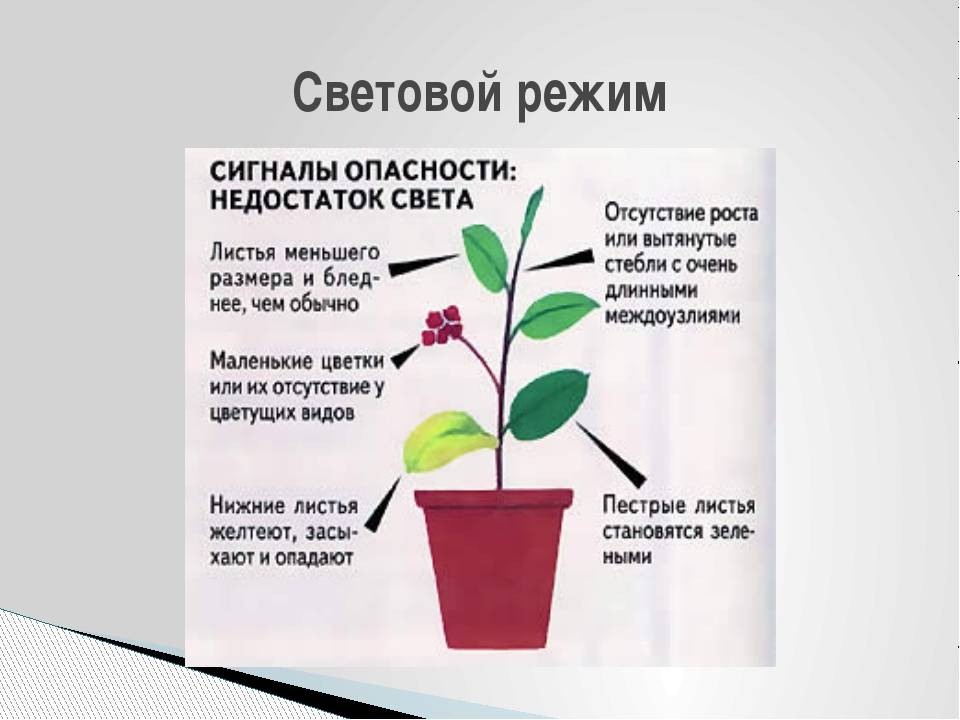 Световой режим
СИГНАЛЫ ОПАСНОСТИ:
НЕДОСТАТОК СВЕТА
Листья меньшего
размера и блед-
нее, чем обычно
Маленькие цветки
или их отсутствие у
цветущих видов
Нижние листья
желтеют, засы-
хают и опадают
Отсутствие роста
или вытянутые
стебли с очень
длинными
междоузлиями
Пестрые листья
становятся зеле-
ными